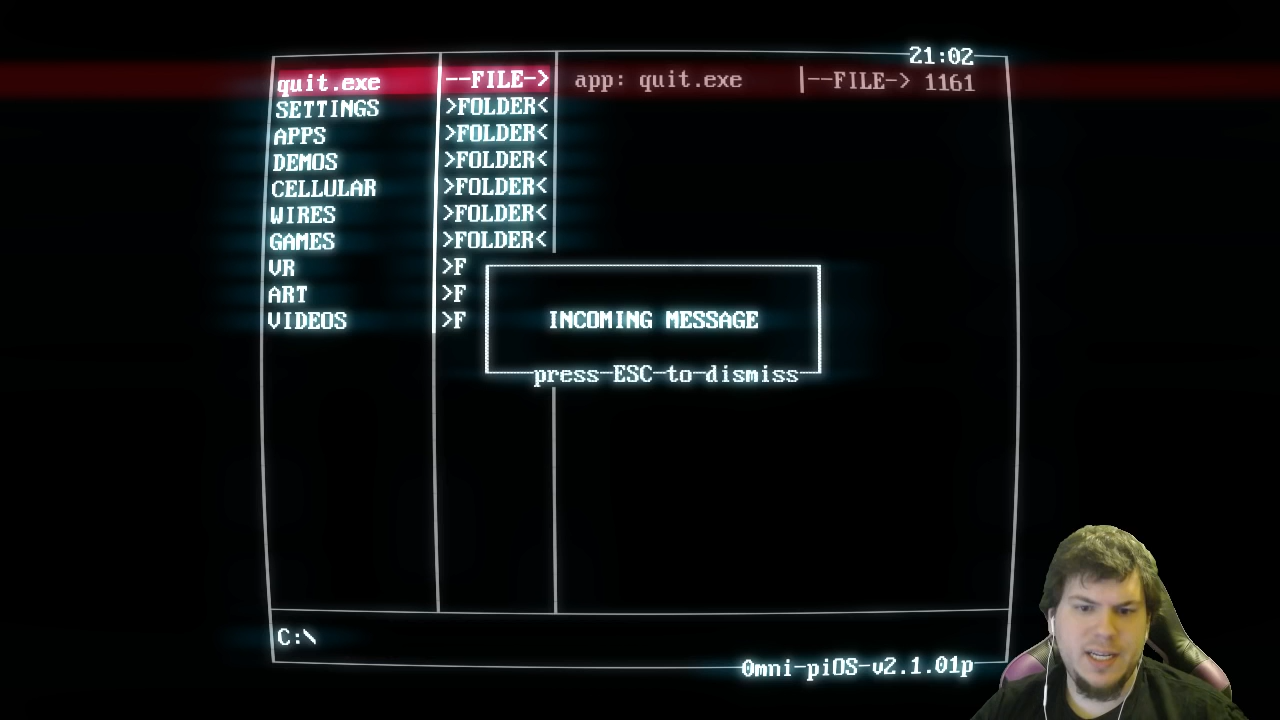 21:02
quit.exe --FILE-> app: quit.exe |--FILE-> 1161
SETTINGS >FOLDER<
APPS >FOLDER<
DEMOS >FOLDER<
CELLULAR >FOLDER<
WIRES >FOLDER<
GAMES >FOLDER<
VR >F
ART >F
VIDEOS >F
INCOMING MESSAGE
press-ESC-to-dismiss
C:\
0mni-piOS-v2.1.01p